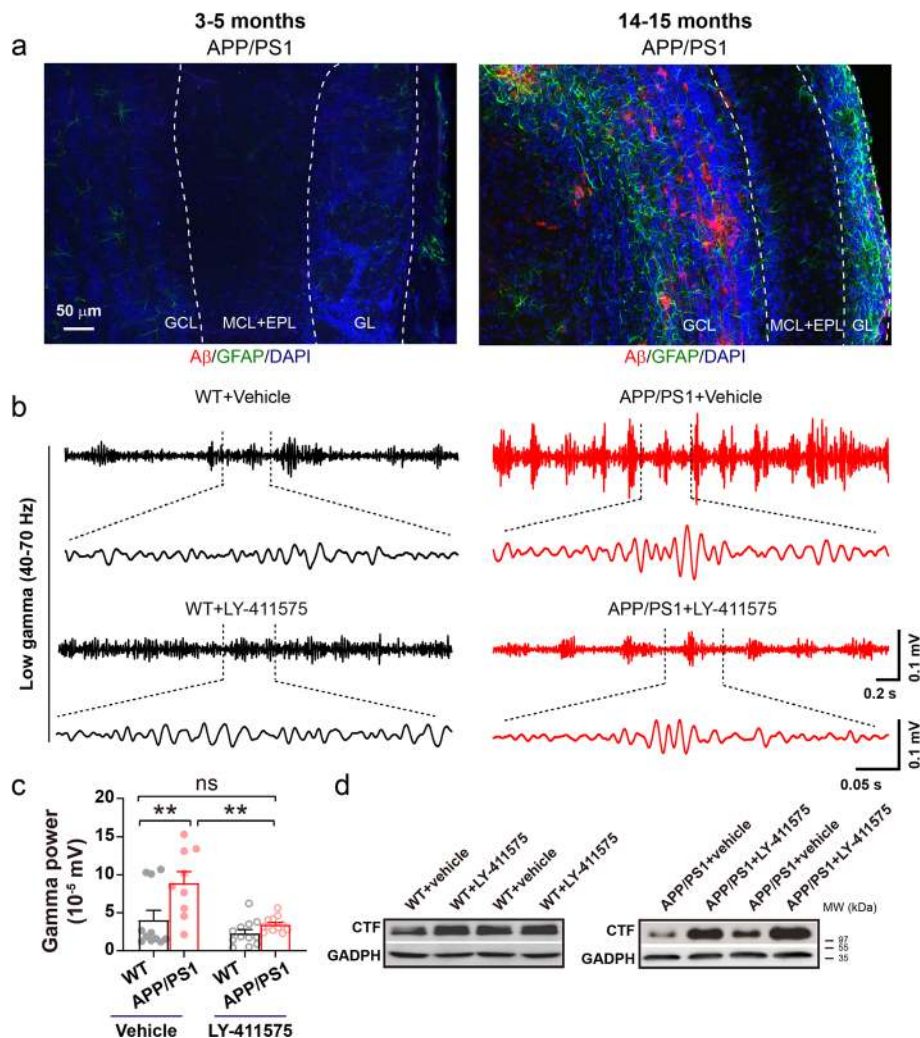 3-5 months
14-15 months
a
APP/PS1
APP/PS1
50 μm
GCL
MCL+EPL
GL
GCL
MCL+EPL
GL
Aβ/GFAP/DAPI
Aβ/GFAP/DAPI
b
WT+Vehicle
APP/PS1+Vehicle
Low gamma (40-70 Hz)
WT+LY-411575
APP/PS1+LY-411575
0.1 mV
0.2 s
0.1 mV
0.05 s
c
d
ns
**
**
Gamma power
(10-5 mV)
20
15
10
5
0
WT
APP/PS1
WT
APP/PS1
Vehicle
LY-411575
WT+vehicle
WT+LY-411575
WT+vehicle
WT+LY-411575
CTF
GADPH
APP/PS1+vehicle
APP/PS1+LY-411575
APP/PS1+vehicle
APP/PS1+LY-411575
MW (kDa)
CTF
GADPH
97
55
35